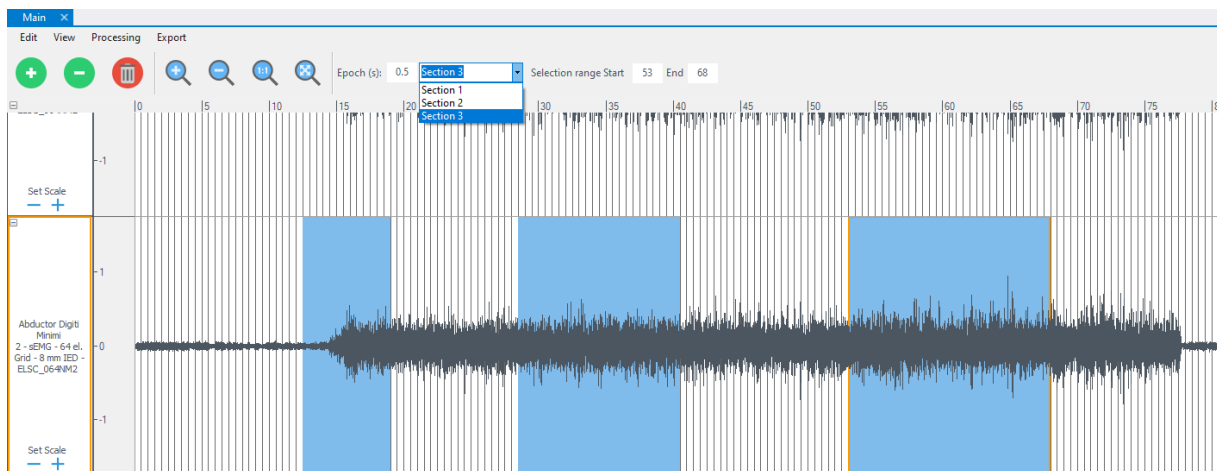 Main ×
Edit View Processing Export
1:1
Epoch (s): 0.5 Section 3 Selection range Start 53 End 68
Section 1
Section 2
Section 3
0 5 10 15 20 30 35 40 45 50 55 60 65 70 75
-1
Set Scale
1
Abductor Digiti
Minimi
2 - sEMG - 64 el.
Grid - 8 mm IED -
ELSC_064NM2
0
-1
Set Scale